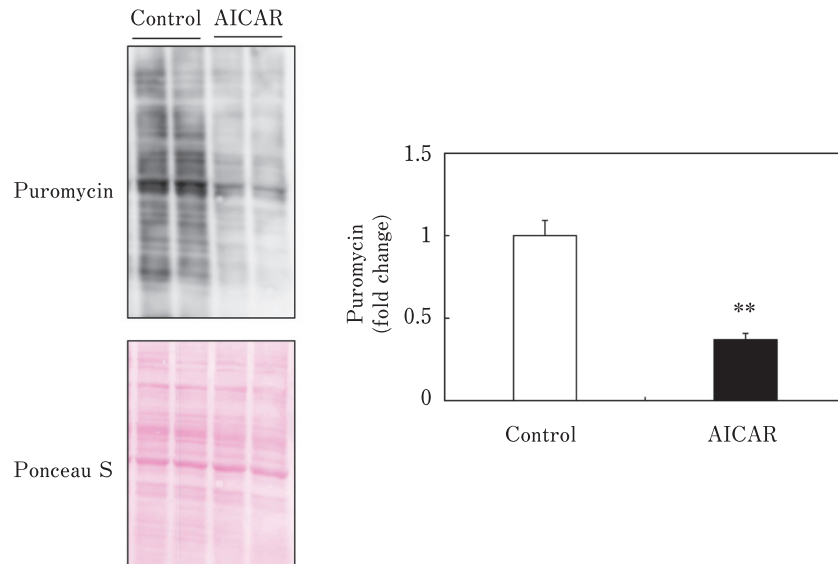 Control AICAR
Puromycin
Ponceau S
Puromycin
(fold change)
1.5
1
0.5
0
**
Control
AICAR